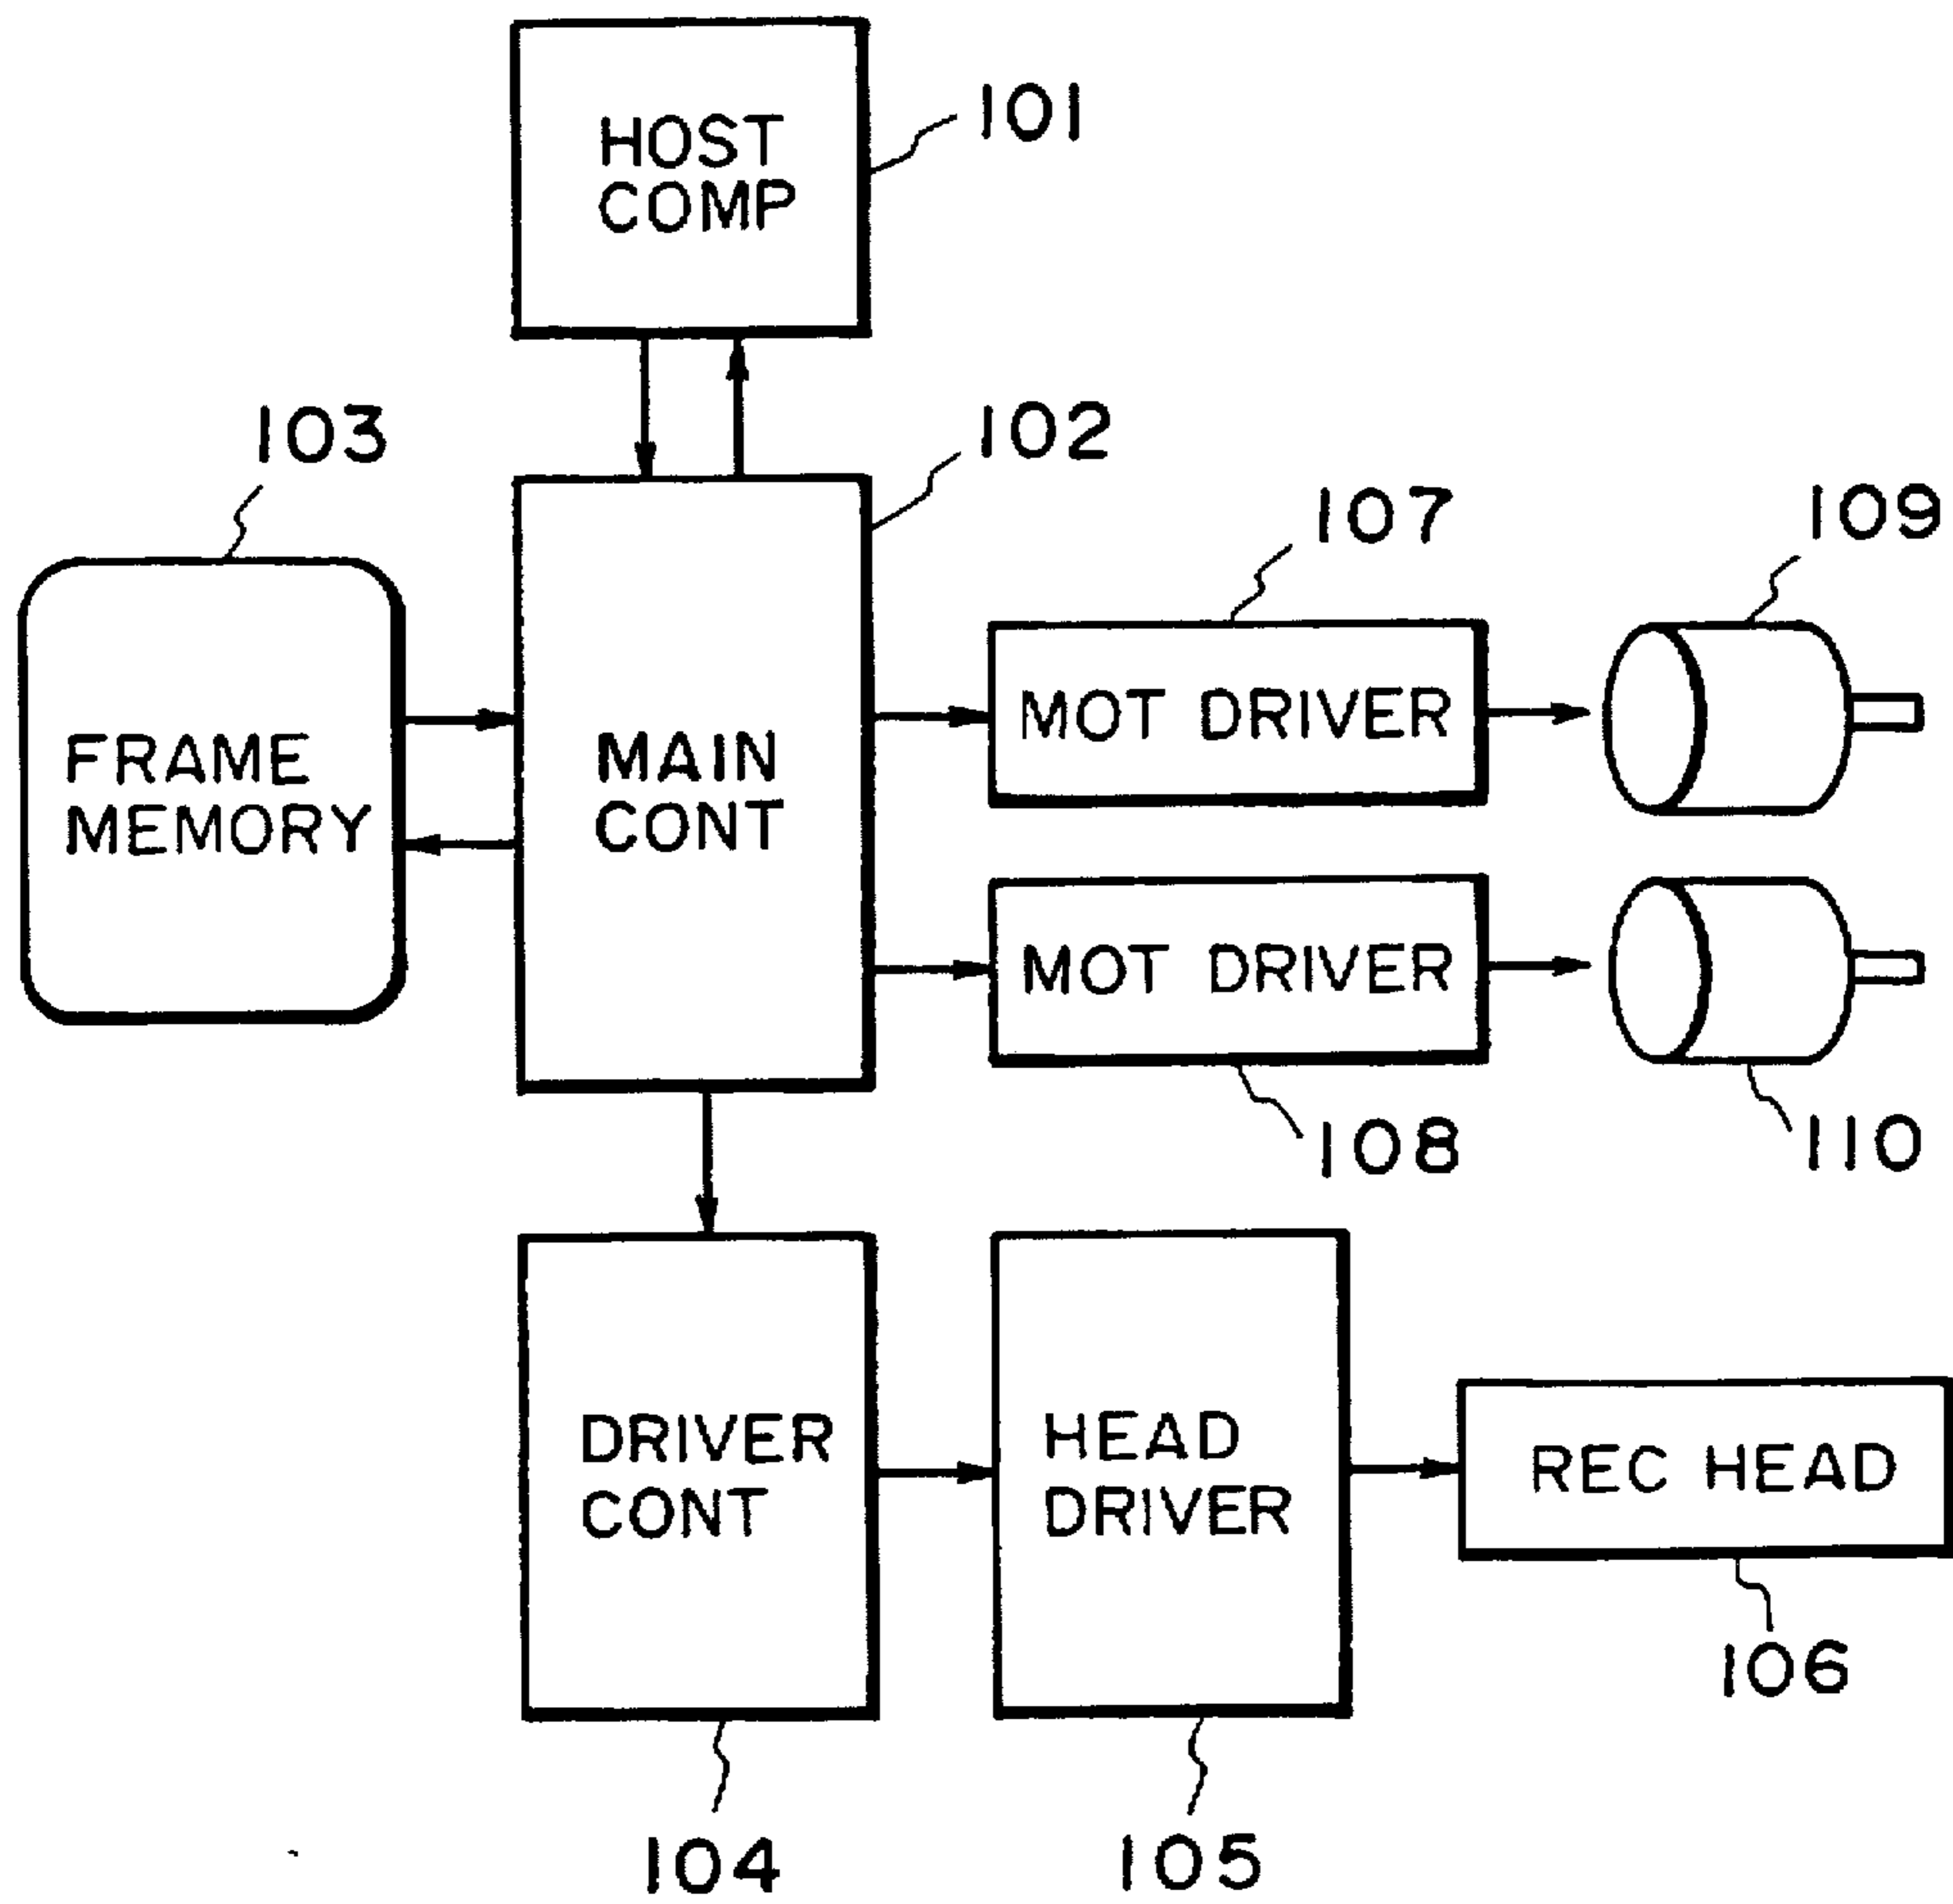 HOST
COMP
101
102
103
107
109
FRAME
MEMORY
MAIN
CONT
MOT DRIVER
MOT DRIVER
108
110
DRIVER
CONT
HEAD
DRIVER
REC HEAD
106
104
105